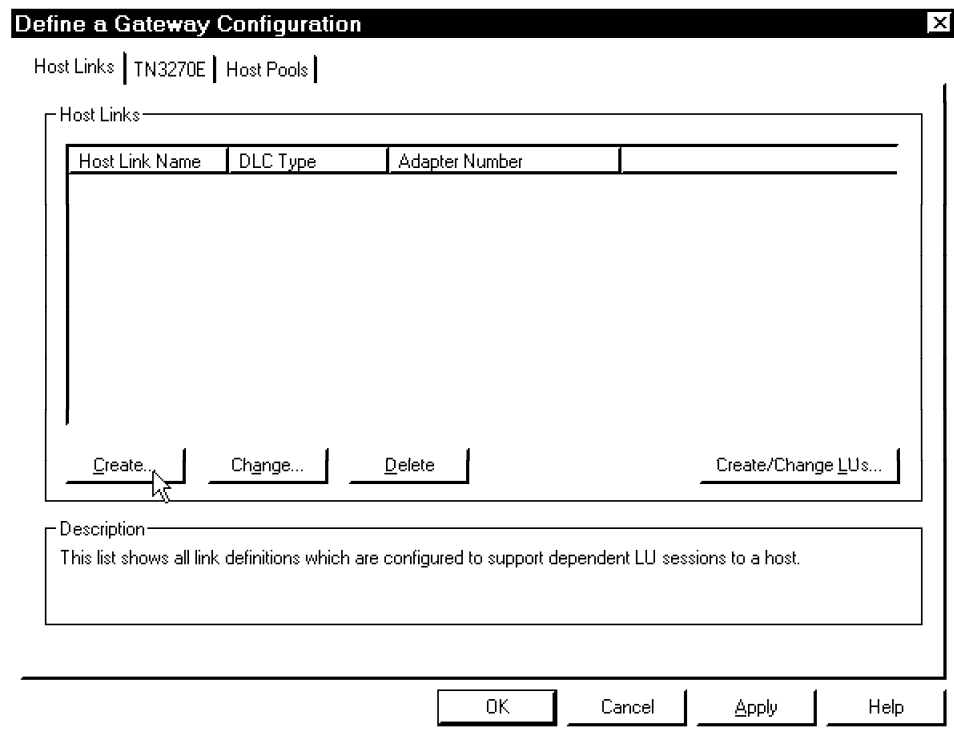 Define a Gateway Configuration
Host Links TN3270E Host Pools
Host Links
Host Link Name DLC Type Adapter Number
Create... Change... Delete Create/Change LUs...
Description
This list shows all link definitions which are configured to support dependent LU sessions to a host.
OK Cancel Apply Help